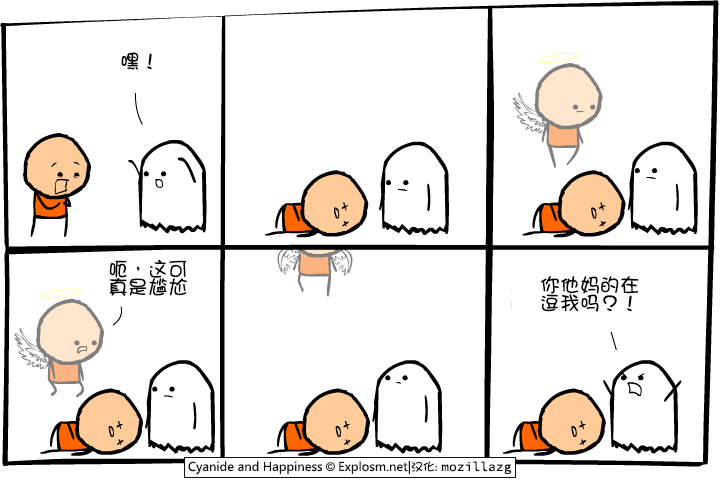 嘿！
呃，这可
真是尴尬
你他妈的在
逗我吗？！
Cyanide and Happiness © Explosm.net|汉化: mozillazg